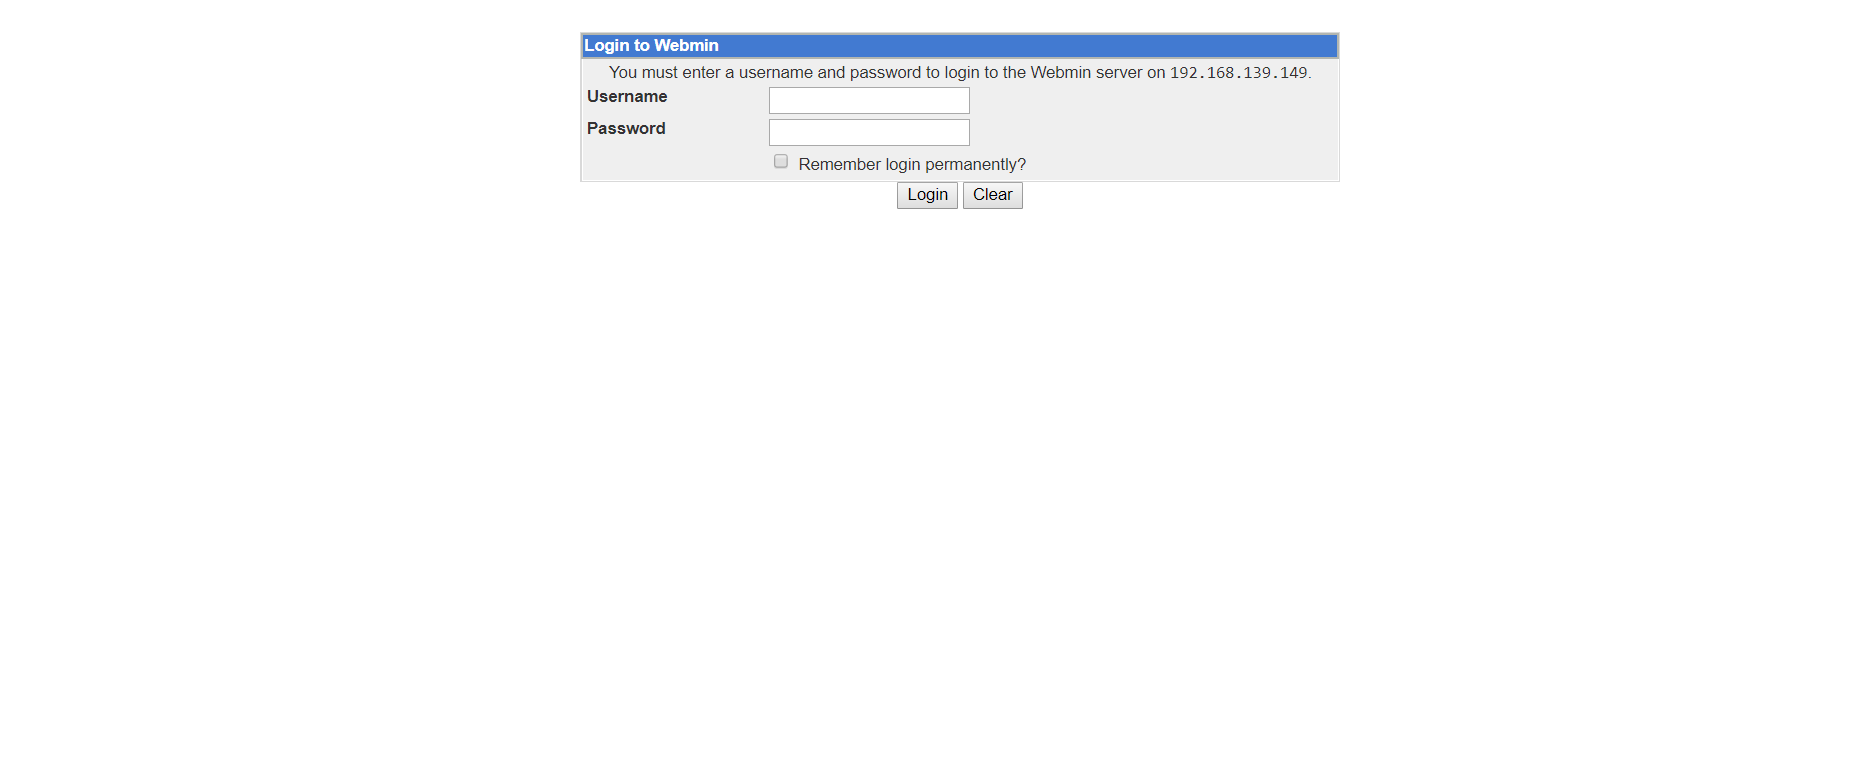 Login to Webmin
You must enter a username and password to login to the Webmin server on 192.168.139.149.
Username
Password
Remember login permanently?
Login Clear